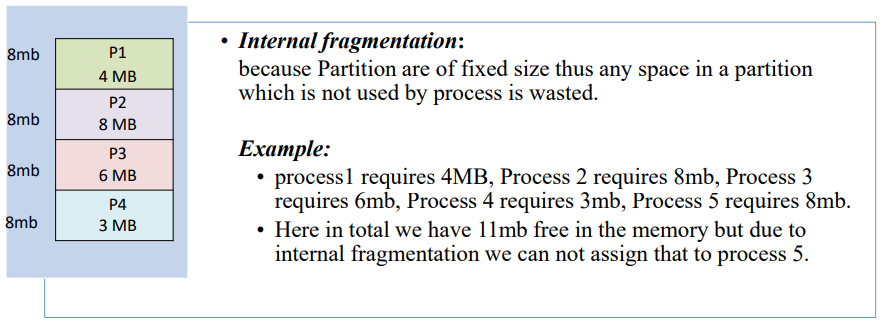 8mb
P1
4 MB
8mb
P2
8 MB
8mb
P3
6 MB
8mb
P4
3 MB
• Internal fragmentation:
because Partition are of fixed size thus any space in a partition
which is not used by process is wasted.
Example:
• process1 requires 4MB, Process 2 requires 8mb, Process 3
requires 6mb, Process 4 requires 3mb, Process 5 requires 8mb.
• Here in total we have 11mb free in the memory but due to
internal fragmentation we can not assign that to process 5.